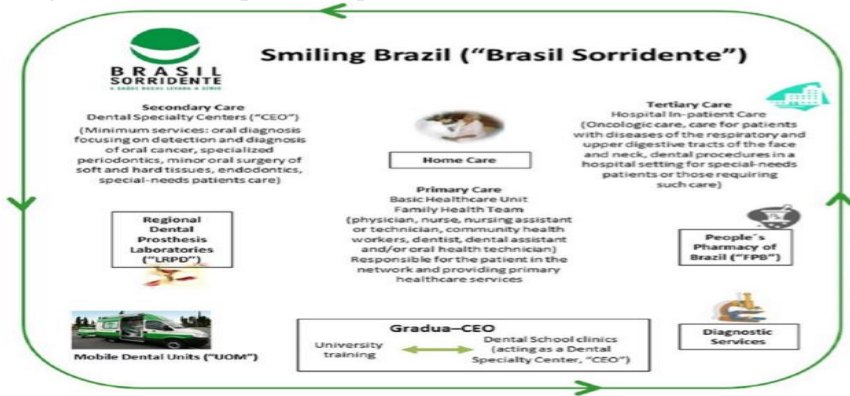 Smiling Brazil (“Brasil Sorridente”)
BRASIL
SORRIDENTE
A SAÚDE BUCAL LEVADA A SÉRIO
Secondary Care
Dental Specialty Centers (“CEO”)
(Minimum services: oral diagnosis
focusing on detection and diagnosis
of oral cancer, specialized
periodontics, minor oral surgery of
soft and hard tissues, endodontics,
special-needs patients care)
Home Care
Tertiary Care
Hospital In-patient Care
(Oncologic care, care for patients
with diseases of the respiratory and
upper digestive tracts of the face
and neck, dental procedures in a
hospital setting for special-needs
patients or those requiring
such care)
Primary Care
Basic Healthcare Unit
Family Health Team
(physician, nurse, nursing assistant
or technician, community health
workers, dentist, dental assistant
and/or oral health technician)
Responsible for the patient in the
network and providing primary
healthcare services
Regional
Dental
Prosthesis
Laboratories
(“LRPD”)
People´s
Pharmacy of
Brazil (“FPB”)
Mobile Dental Units (“UOM”)
Gradua–CEO
University
training
Dental School clinics
(acting as a Dental
Specialty Center, “CEO”)
Diagnostic
Services